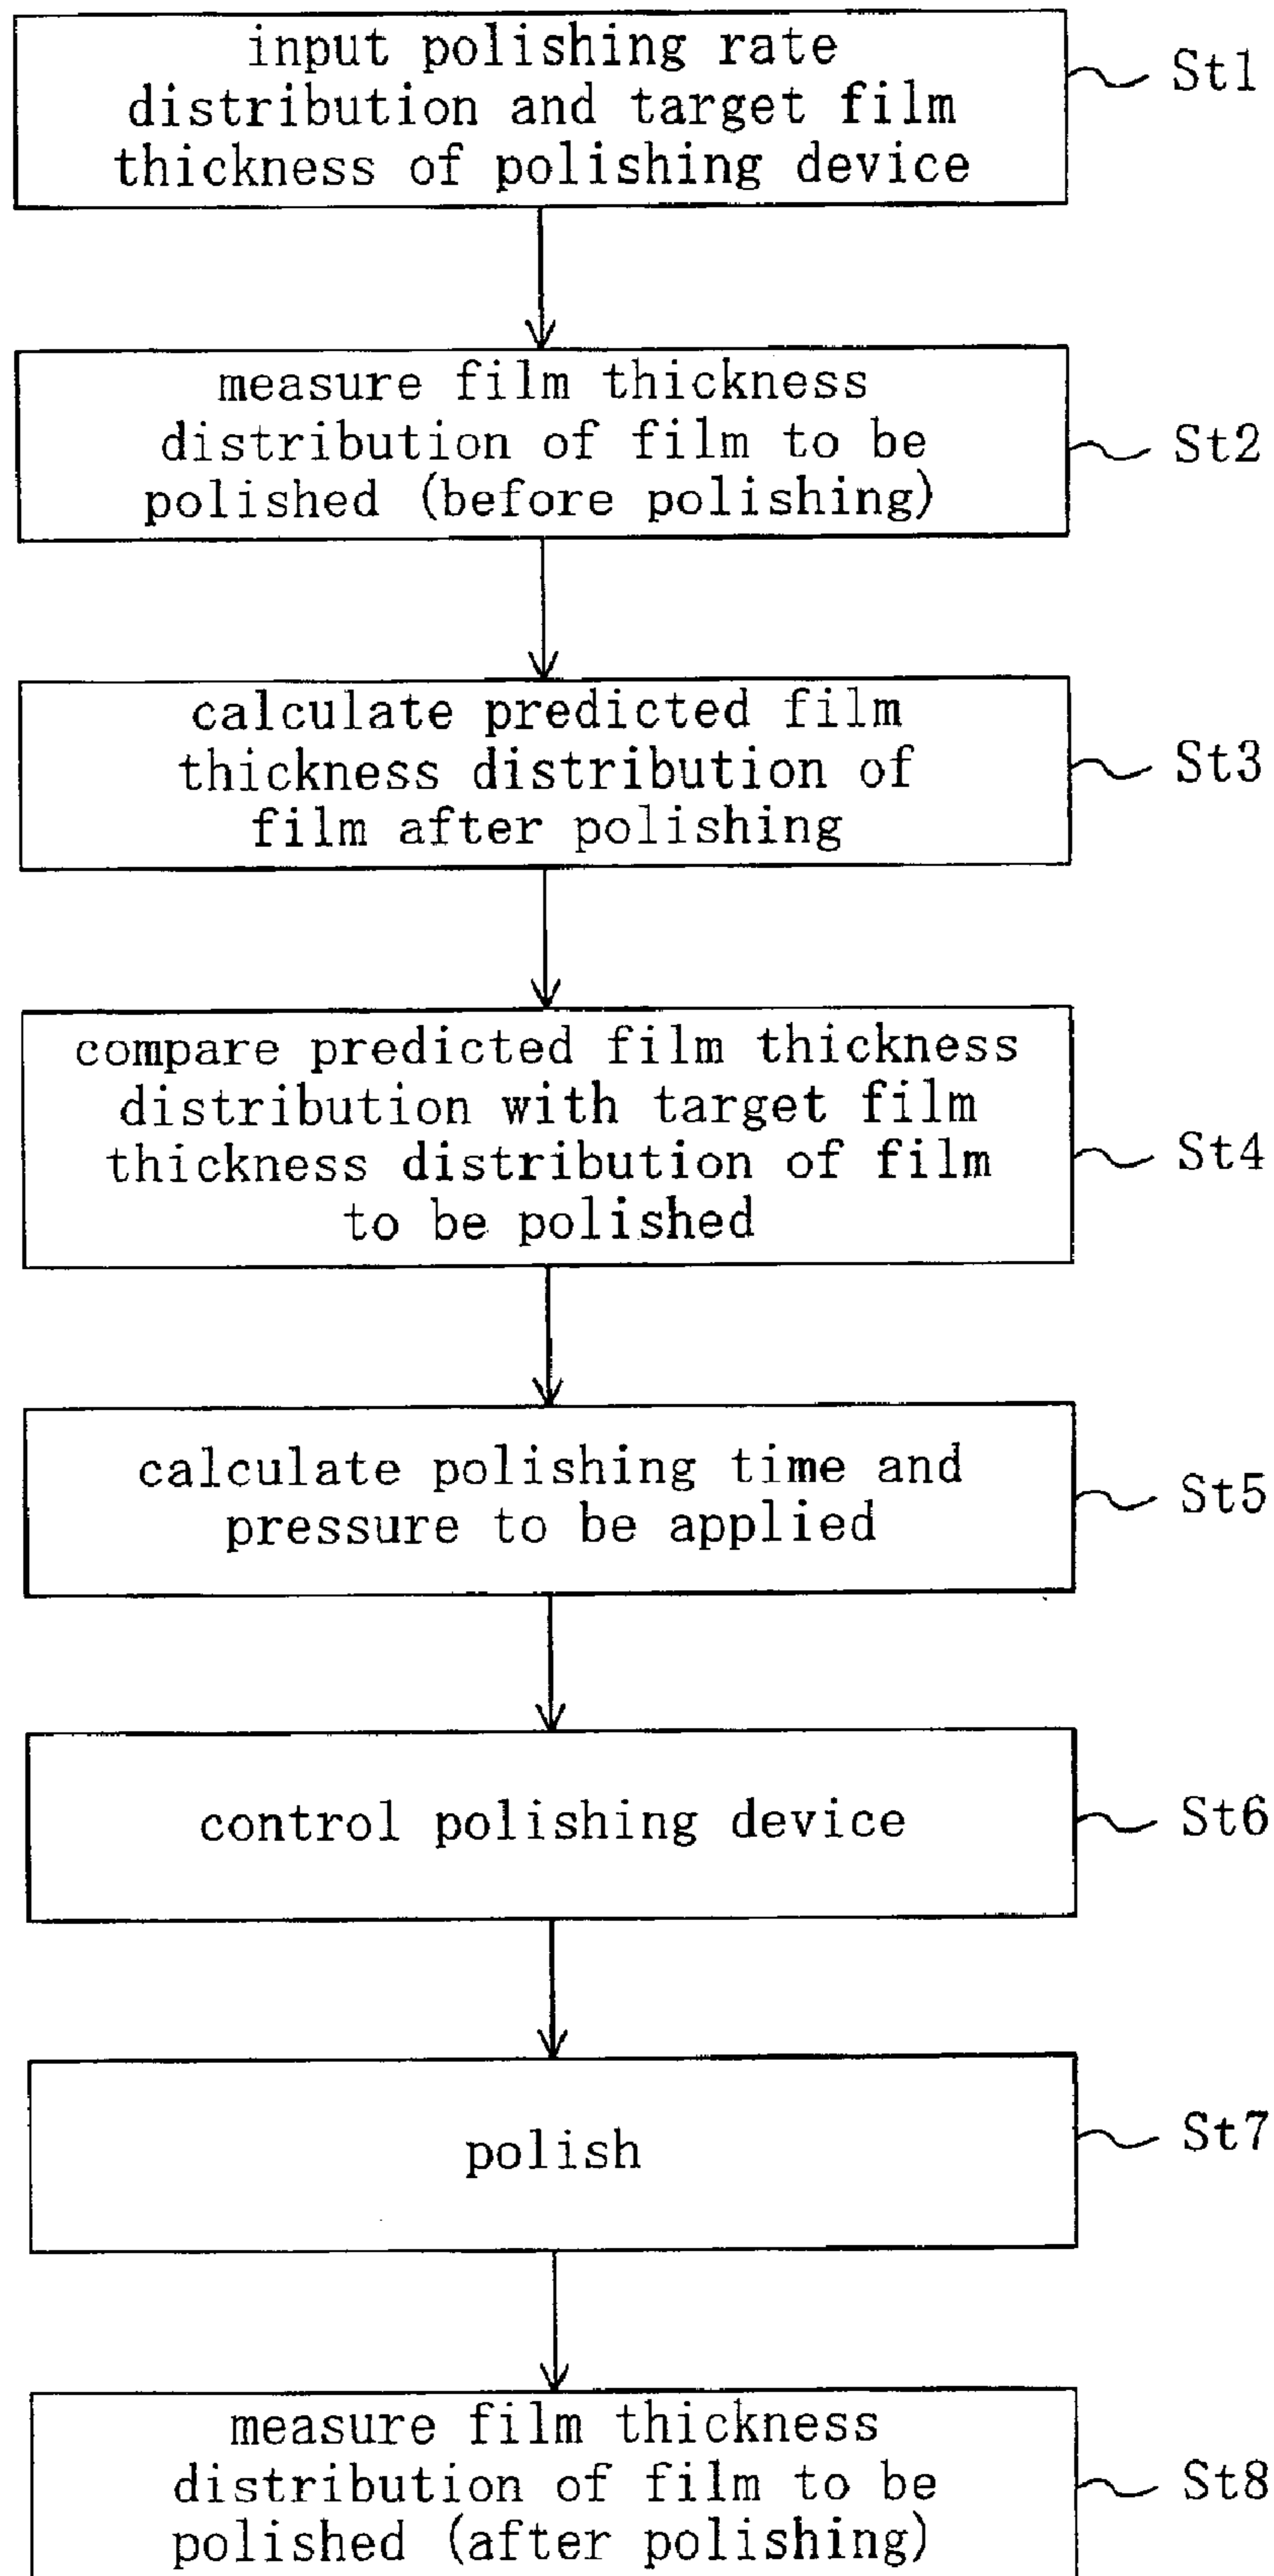 input polishing rate
distribution and target film
thickness of polishing device
St1
measure film thickness
distribution of film to be
polished (before polishing)
St2
calculate predicted film
thickness distribution of
film after polishing
St3
compare predicted film thickness
distribution with target film
thickness distribution of film
to be polished
St4
calculate polishing time and
pressure to be applied
St5
control polishing device
St6
polish
St7
measure film thickness
distribution of film to be
polished (after polishing)
St8